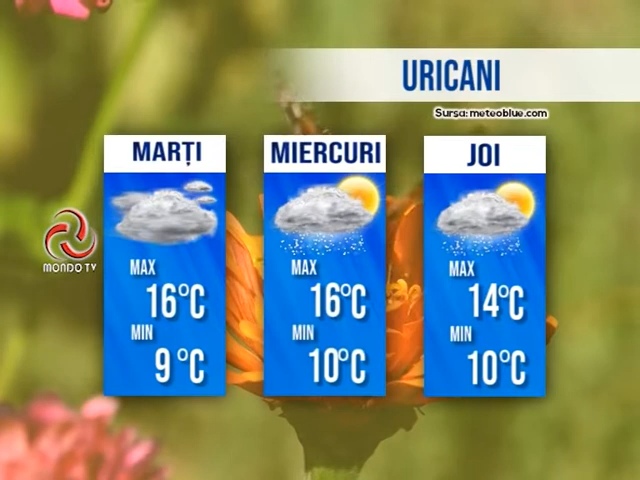 URICANI
Sursa: meteoblue.com
MARȚI
MAX
16°C
MIN
9°C
MIERCURI
MAX
16°C
MIN
10°C
JOI
MAX
14°C
MIN
10°C
MONDO TV